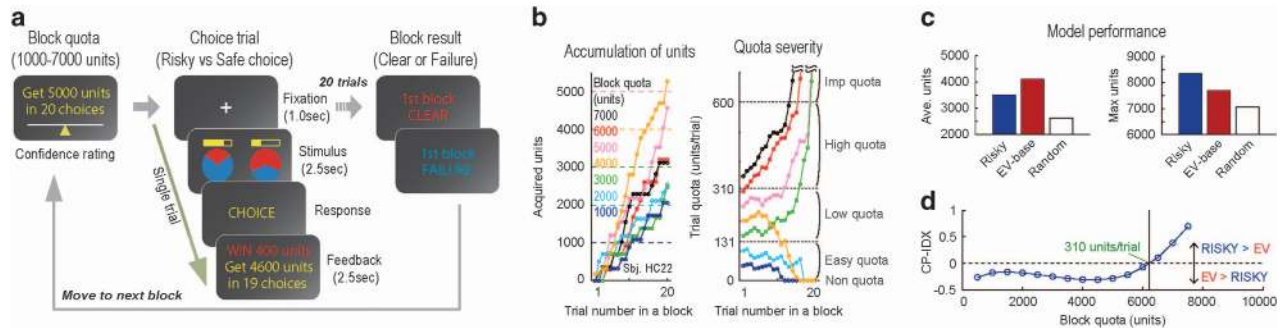 a
Block quota
(1000-7000 units)
Get 5000 units
in 20 choices
Confidence rating
Choice trial
(Risky vs Safe choice)
+
Fixation
(1.0sec)
Stimulus
(2.5sec)
CHOICE
Response
WIN 400 units
Get 4600 units
in 19 choices
Feedback
(2.5sec)
Single trial
Move to next block
20 trials
Block result
(Clear or Failure)
1st block
CLEAR
1st block
FAILURE
b
Accumulation of units
Acquired units
5000
4000
3000
2000
1000
0
Block quota
(units)
7000
6000
5000
4000
3000
2000
1000
Sbj. HC22
1
20
Trial number in a block
Quota severity
Trial quota (units/trial)
600
310
131
0
Imp quota
High quota
Low quota
Easy quota
Non quota
1
20
Trial number in a block
c
Model performance
Ave. units
5000
4000
3000
2000
Risky
EV-base
Random
Max units
9000
8000
7000
6000
Risky
EV-base
Random
d
CP-IDX
1
0.5
0
-0.5
310 units/trial
RISKY > EV
EV > RISKY
0
2000
4000
6000
8000
10000
Block quota (units)